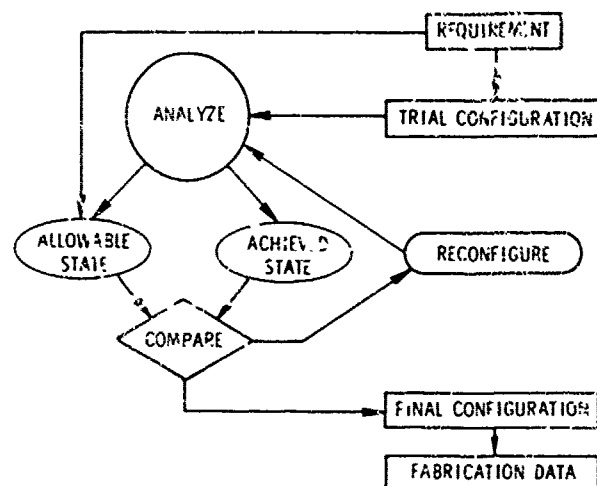 REQUIREMENT
ANALYZE
TRIAL CONFIGURATION
ALLOWABLE
STATE
ACHIEVED
STATE
RECONFIGURE
COMPARE
FINAL CONFIGURATION
FABRICATION DATA